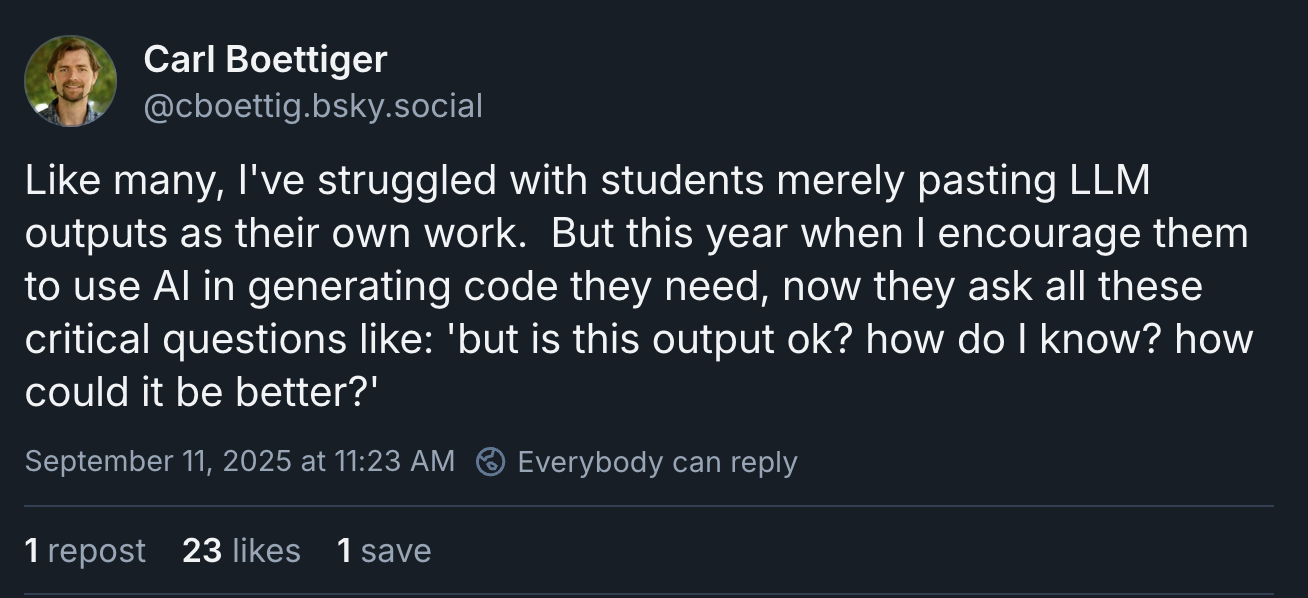 Carl Boettiger
@cboettig.bsky.social
Like many, I've struggled with students merely pasting LLM
outputs as their own work.  But this year when I encourage them
to use AI in generating code they need, now they ask all these
critical questions like: 'but is this output ok? how do I know? how
could it be better?'
September 11, 2025 at 11:23 AM Everybody can reply
1 repost 23 likes 1 save